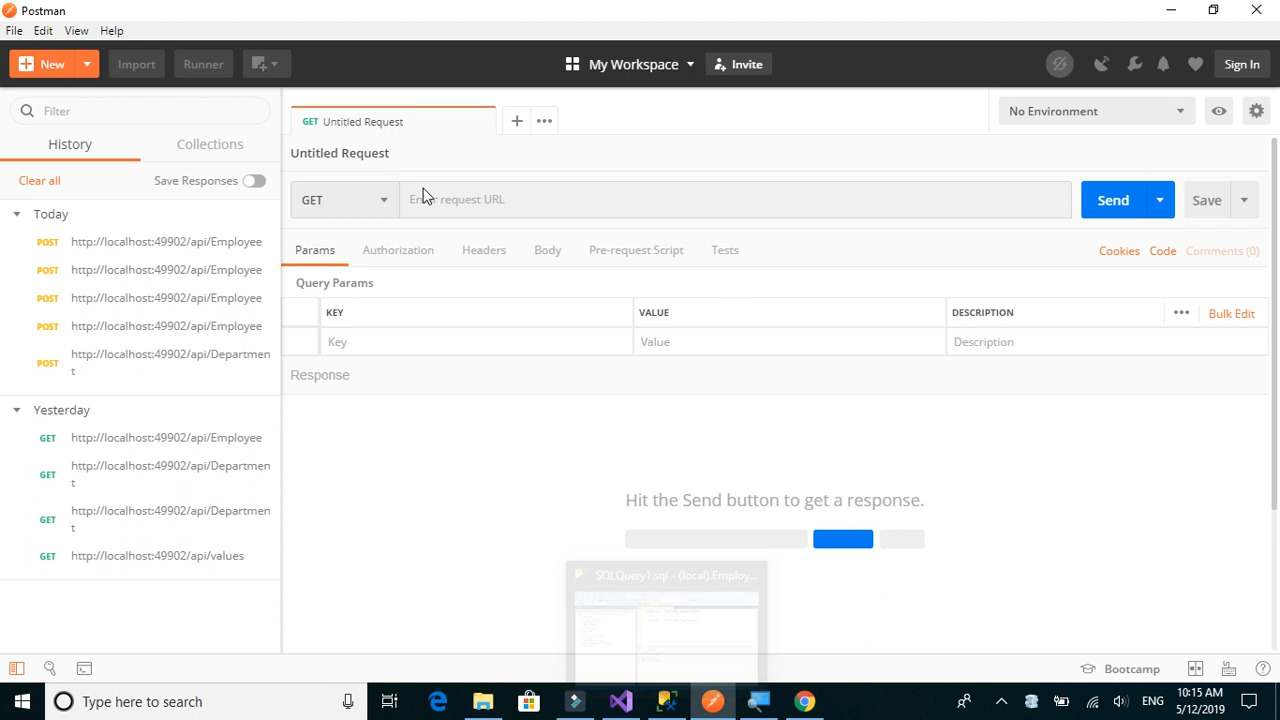 Postman
File Edit View Help
New Import Runner My Workspace Invite Sign In
Filter
GET Untitled Request
No Environment
History Collections
Untitled Request
Clear all Save Responses
GET Enter request URL Send Save
Today
POST http://localhost:49902/api/Employee
POST http://localhost:49902/api/Employee
POST http://localhost:49902/api/Employee
POST http://localhost:49902/api/Employee
POST http://localhost:49902/api/Departmen
t
Yesterday
GET http://localhost:49902/api/Employee
GET http://localhost:49902/api/Departmen
t
GET http://localhost:49902/api/Departmen
t
GET http://localhost:49902/api/values
Params Authorization Headers Body Pre-request Script Tests Cookies Code Comments (0)
Query Params
KEY VALUE DESCRIPTION Bulk Edit
Key Value Description
Response
Hit the Send button to get a response.
SQLQuery1.sql - (local).Employ...
Bootcamp
Type here to search
ENG
10:15 AM
5/12/2019